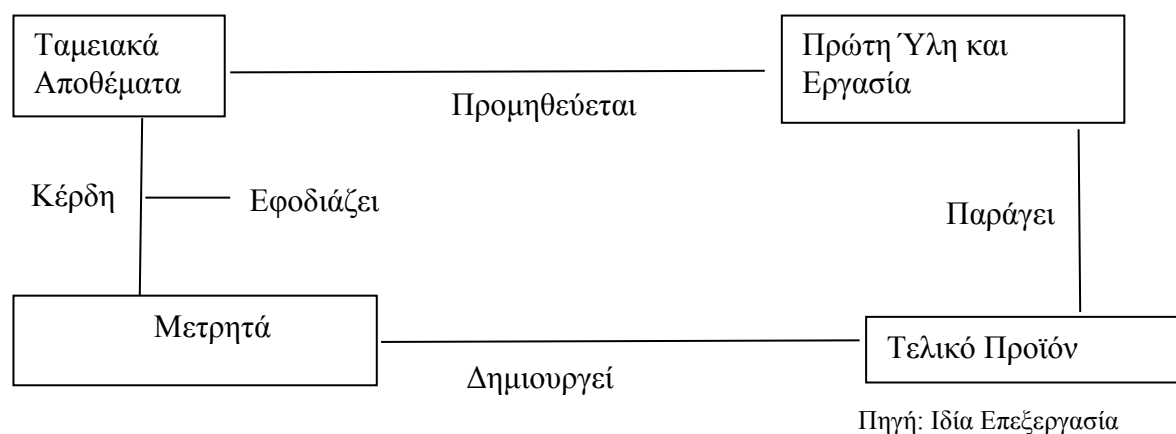 Ταμειακά
Αποθέματα
Πρώτη Ύλη και
Εργασία
Προμηθεύεται
Κέρδη
Εφοδιάζει
Παράγει
Μετρητά
Τελικό Προϊόν
Δημιουργεί
Πηγή: Ιδία Επεξεργασία